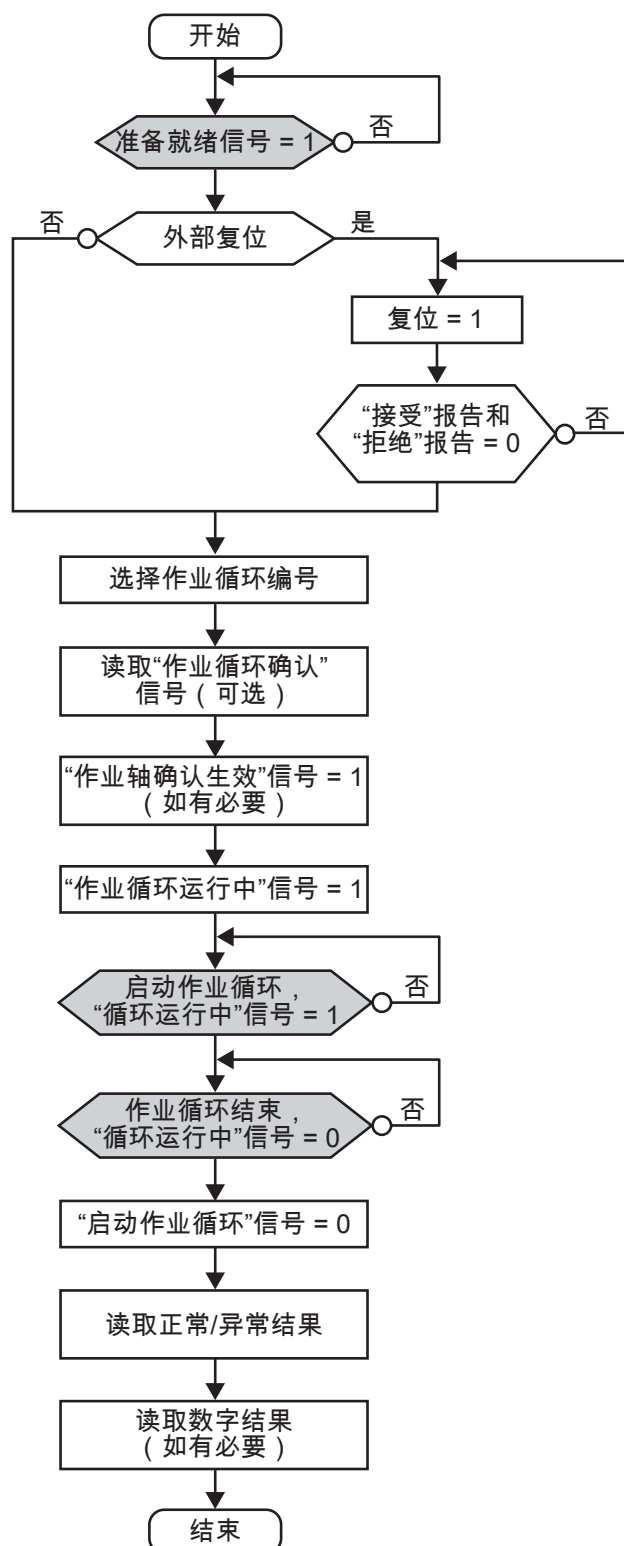 开始
准备就绪信号 = 1
否
否
外部复位
是
复位 = 1
“接受”报告和
“拒绝”报告 = 0
否
选择作业循环编号
读取“作业循环确认”
信号（可选）
“作业轴确认生效”信号 = 1
（如有必要）
“作业循环运行中”信号 = 1
启动作业循环，
“循环运行中”信号 = 1
否
作业循环结束，
“循环运行中”信号 = 0
否
“启动作业循环”信号 = 0
读取正常/异常结果
读取数字结果
（如有必要）
结束